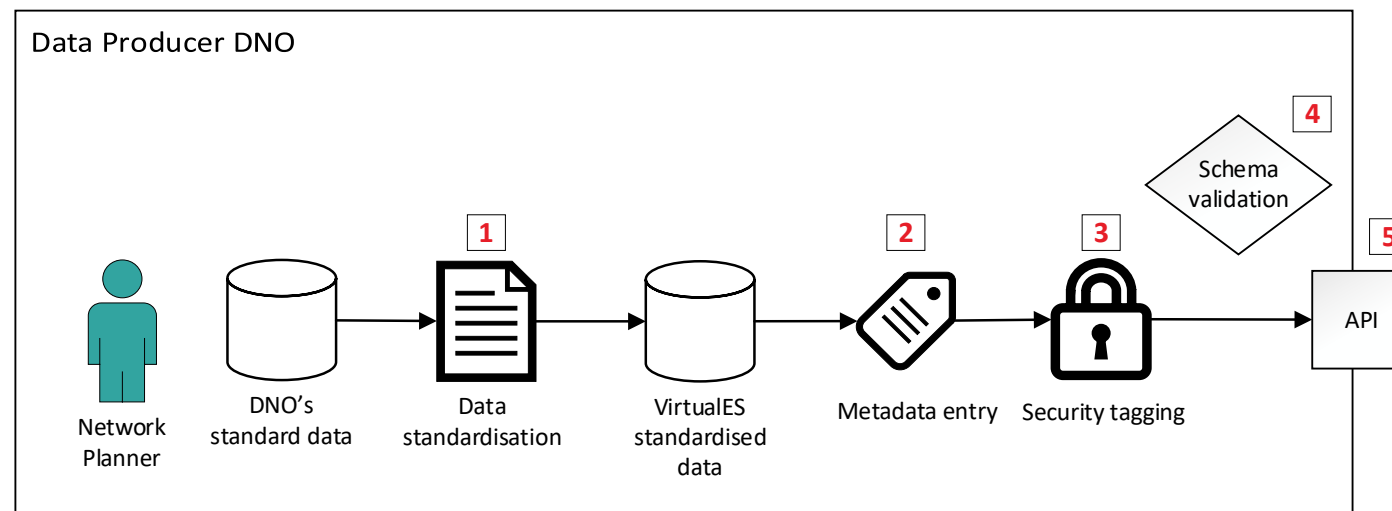 Data Producer DNO
4
Schema
validation
1
2
3
5
API
Network
Planner
DNO’s
standard data
Data
standardisation
VirtualES
standardised
data
Metadata entry
Security tagging